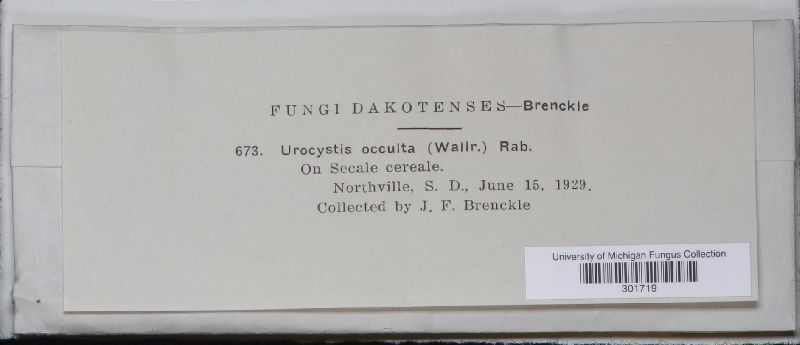 FUNGI DAKOTENSES—Brenckle
673. Urocystis occulta (Wallr.) Rab.
On Secale cereale.
Northville, S. D., June 15, 1929.
Collected by J. F. Brenckle
University of Michigan Fungus Collection
301719